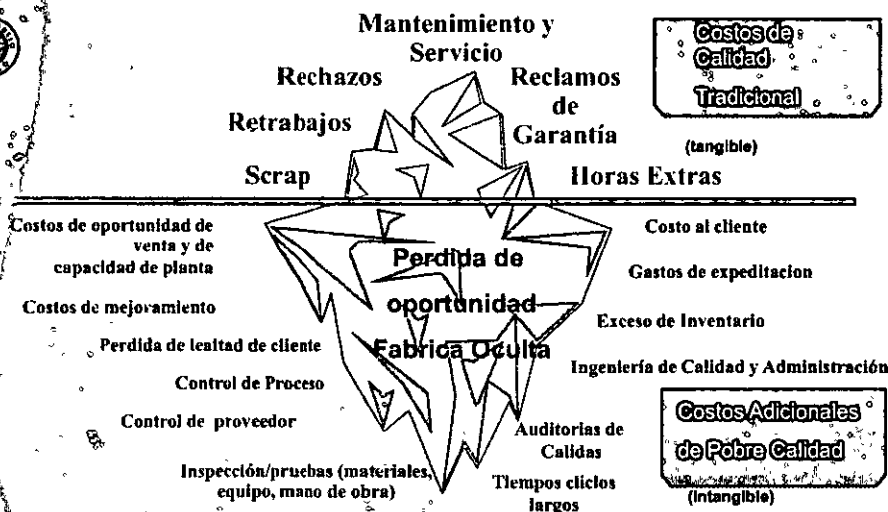 Mantenimiento y
Servicio
Rechazos
Reclamos
de
Garantía
Retrabajos
Scrap
Horas Extras
Costos de
Calidad
Tradicional
(tangible)
Costos de oportunidad de
venta y de
capacidad de planta
Costos de mejoramiento
Perdida de lealtad de cliente
Control de Proceso
Control de proveedor
Inspección/pruebas (materiales,
equipo, mano de obra)
Perdida de
oportunidad
Fabrica Oculta
Costo al cliente
Gastos de expeditacion
Exceso de Inventario
Ingeniería de Calidad y Administración
Auditorias de
Calidas
Tiempos cliclos
largos
Costos Adicionales
de Pobre Calidad
(intangible)